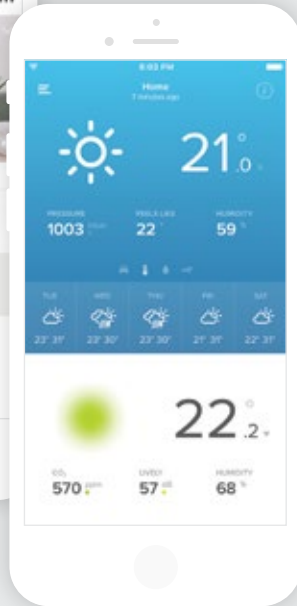 8:03 PM
Home
7 minutes ago
21.0°
PRESSURE FEELS LIKE HUMIDITY
1003 22° 59 %
TUE WED THU FRI SAT
23° 31° 23° 30° 23° 30° 21° 31° 22° 31°
22.2°
CO₂ LIVELY HUMIDITY
570 ppm 57 dB 68 %